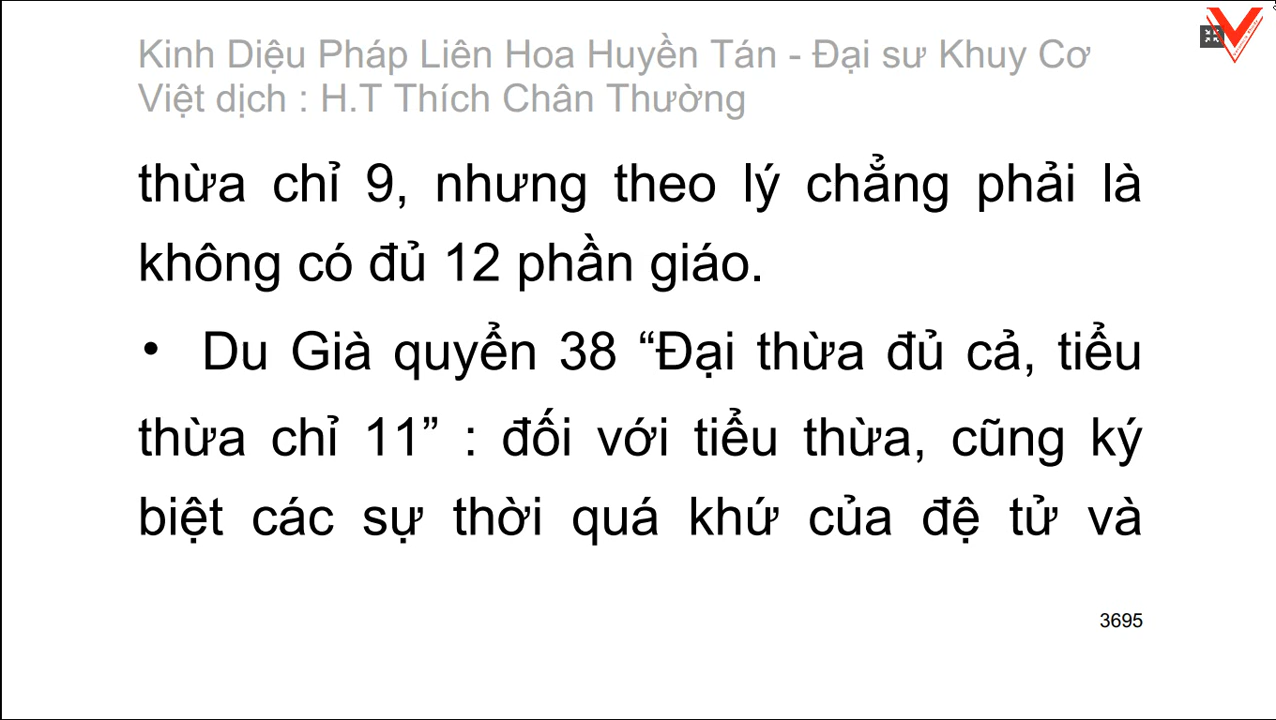 Kinh Diệu Pháp Liên Hoa Huyền Tán - Đại sư Khuy Cơ
Việt dịch : H.T Thích Chân Thường
thừa chỉ 9, nhưng theo lý chẳng phải là
không có đủ 12 phần giáo.
• Du Già quyển 38 “Đại thừa đủ cả, tiểu
thừa chỉ 11” : đối với tiểu thừa, cũng ký
biệt các sự thời quá khứ của đệ tử và
3695